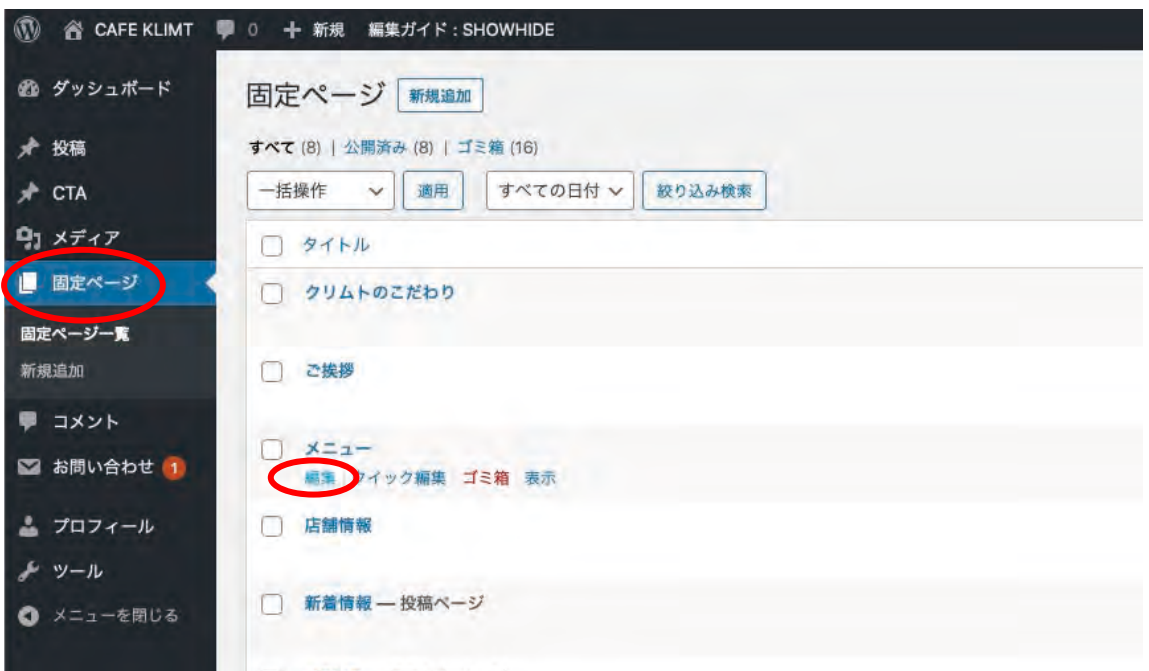 CAFE KLIMT 0 新規 編集ガイド : SHOWHIDE
ダッシュボード
投稿
CTA
メディア
固定ページ
固定ページ一覧
新規追加
コメント
お問い合わせ 1
プロフィール
ツール
メニューを閉じる
固定ページ 新規追加
すべて (8) | 公開済み (8) | ゴミ箱 (16)
一括操作 適用 すべての日付 絞り込み検索
タイトル
クリムトのこだわり
ご挨拶
メニュー
編集 | クイック編集 ゴミ箱 表示
店舗情報
新着情報 — 投稿ページ